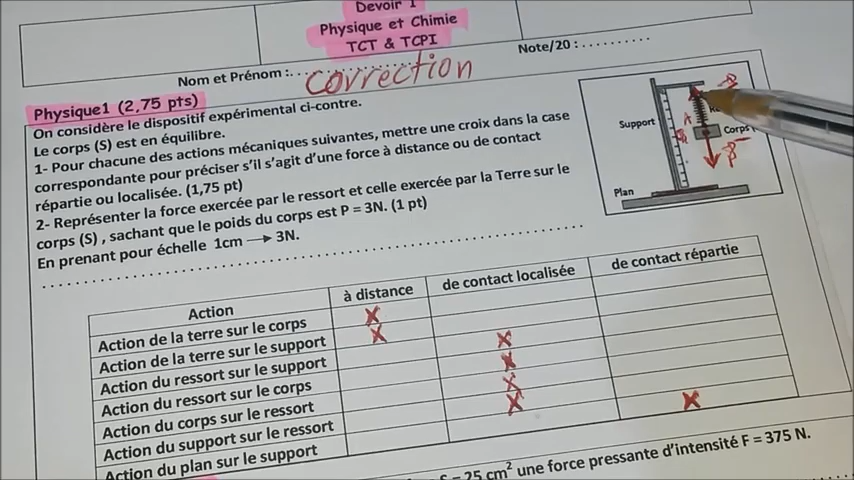 Devoir 1
Physique et Chimie
TCT & TCPI
Nom et Prénom :
correction
Note/20 : . . . . . . . . .
Physique1 (2,75 pts)
On considère le dispositif expérimental ci-contre.
Le corps (S) est en équilibre.
1- Pour chacune des actions mécaniques suivantes, mettre une croix dans la case
correspondante pour préciser s'il s'agit d'une force à distance ou de contact
répartie ou localisée. (1,75 pt)
2- Représenter la force exercée par le ressort et celle exercée par la Terre sur le
corps (S) , sachant que le poids du corps est P = 3N. (1 pt)
En prenant pour échelle 1cm → 3N.
Support
A
Corps
P
Plan
Action à distance de contact localisée de contact répartie
Action de la terre sur le corps X
Action de la terre sur le support X
Action du ressort sur le support X
Action du ressort sur le corps X
Action du corps sur le ressort X
Action du support sur le ressort X
Action du plan sur le support X
25 cm² une force pressante d'intensité F = 375 N.